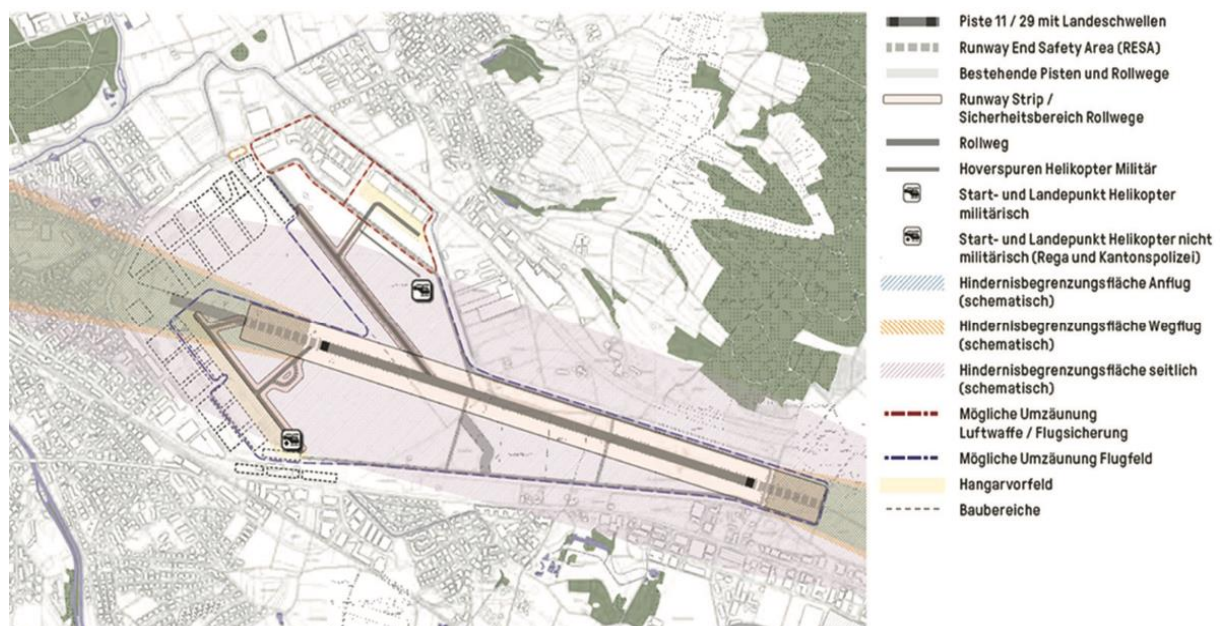 Piste 11 / 29 mit Landeschwellen
Runway End Safety Area (RESA)
Bestehende Pisten und Rollwege
Runway Strip /
Sicherheitsbereich Rollwege
Rollweg
Hoverspuren Helikopter Militär
Start- und Landepunkt Helikopter
militärisch
Start- und Landepunkt Helikopter nicht
militärisch (Rega und Kantonspolizei)
Hindernisbegrenzungsfläche Anflug
(schematisch)
Hindernisbegrenzungsfläche Wegflug
(schematisch)
Hindernisbegrenzungsfläche seitlich
(schematisch)
Mögliche Umzäunung
Luftwaffe / Flugsicherung
Mögliche Umzäunung Flugfeld
Hangarvorfeld
Baubereiche